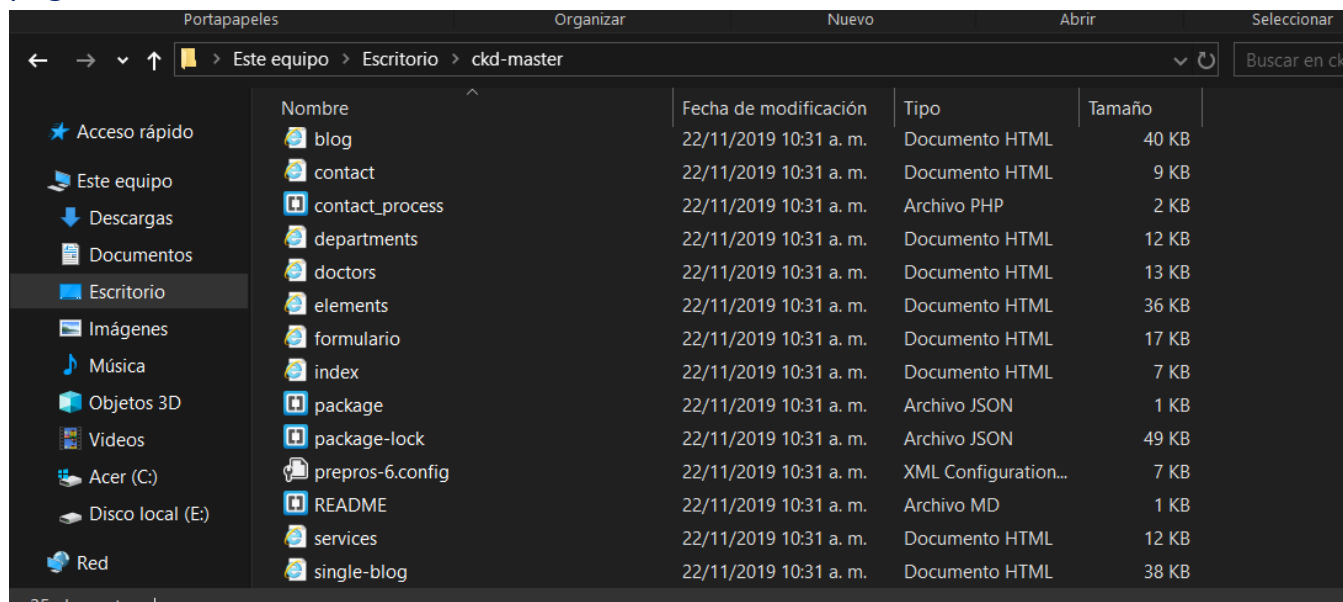 Portapapeles Organizar Nuevo Abrir Seleccionar
Este equipo > Escritorio > ckd-master Buscar en ck
Nombre Fecha de modificación Tipo Tamaño
Acceso rápido
Este equipo
Descargas
Documentos
Escritorio
Imágenes
Música
Objetos 3D
Videos
Acer (C:)
Disco local (E:)
Red
blog 22/11/2019 10:31 a. m. Documento HTML 40 KB
contact 22/11/2019 10:31 a. m. Documento HTML 9 KB
contact_process 22/11/2019 10:31 a. m. Archivo PHP 2 KB
departments 22/11/2019 10:31 a. m. Documento HTML 12 KB
doctors 22/11/2019 10:31 a. m. Documento HTML 13 KB
elements 22/11/2019 10:31 a. m. Documento HTML 36 KB
formulario 22/11/2019 10:31 a. m. Documento HTML 17 KB
index 22/11/2019 10:31 a. m. Documento HTML 7 KB
package 22/11/2019 10:31 a. m. Archivo JSON 1 KB
package-lock 22/11/2019 10:31 a. m. Archivo JSON 49 KB
prepros-6.config 22/11/2019 10:31 a. m. XML Configuration... 7 KB
README 22/11/2019 10:31 a. m. Archivo MD 1 KB
services 22/11/2019 10:31 a. m. Documento HTML 12 KB
single-blog 22/11/2019 10:31 a. m. Documento HTML 38 KB